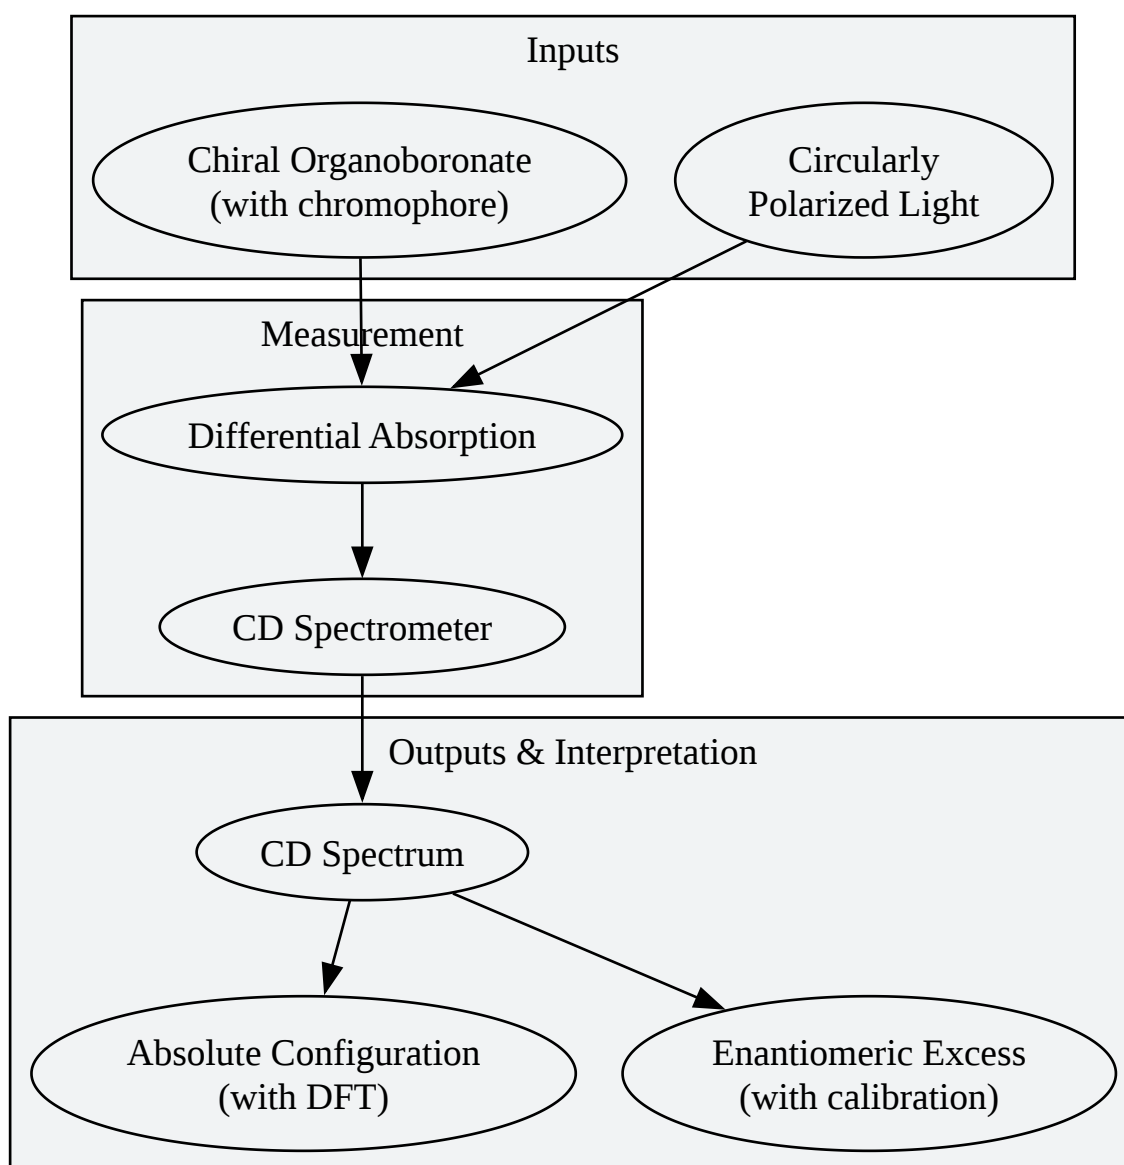 Inputs
Chiral Organoboronate
(with chromophore)
Circularly
Polarized Light
Measurement
Differential Absorption
CD Spectrometer
Outputs & Interpretation
CD Spectrum
Absolute Configuration
(with DFT)
Enantiomeric Excess
(with calibration)